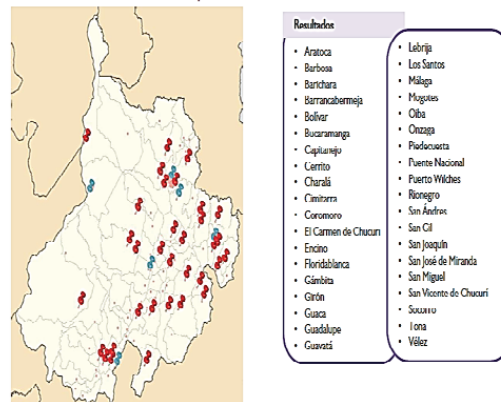 Resultados
• Aratoca
• Barbosa
• Barichara
• Barrancabermeja
• Bolívar
• Bucaramanga
• Capitanejo
• Cerrito
• Charalá
• Cimitarra
• Coromoro
• El Carmen de Chucurí
• Encino
• Floridablanca
• Gámbita
• Girón
• Guaca
• Guadalupe
• Guavatá
• Lebrija
• Los Santos
• Málaga
• Mogotes
• Oiba
• Onzaga
• Piedecuesta
• Puente Nacional
• Puerto Wilches
• Rionegro
• San Ándres
• San Gil
• San Joaquín
• San José de Miranda
• San Miguel
• San Vicente de Chucurí
• Socorro
• Tona
• Vélez